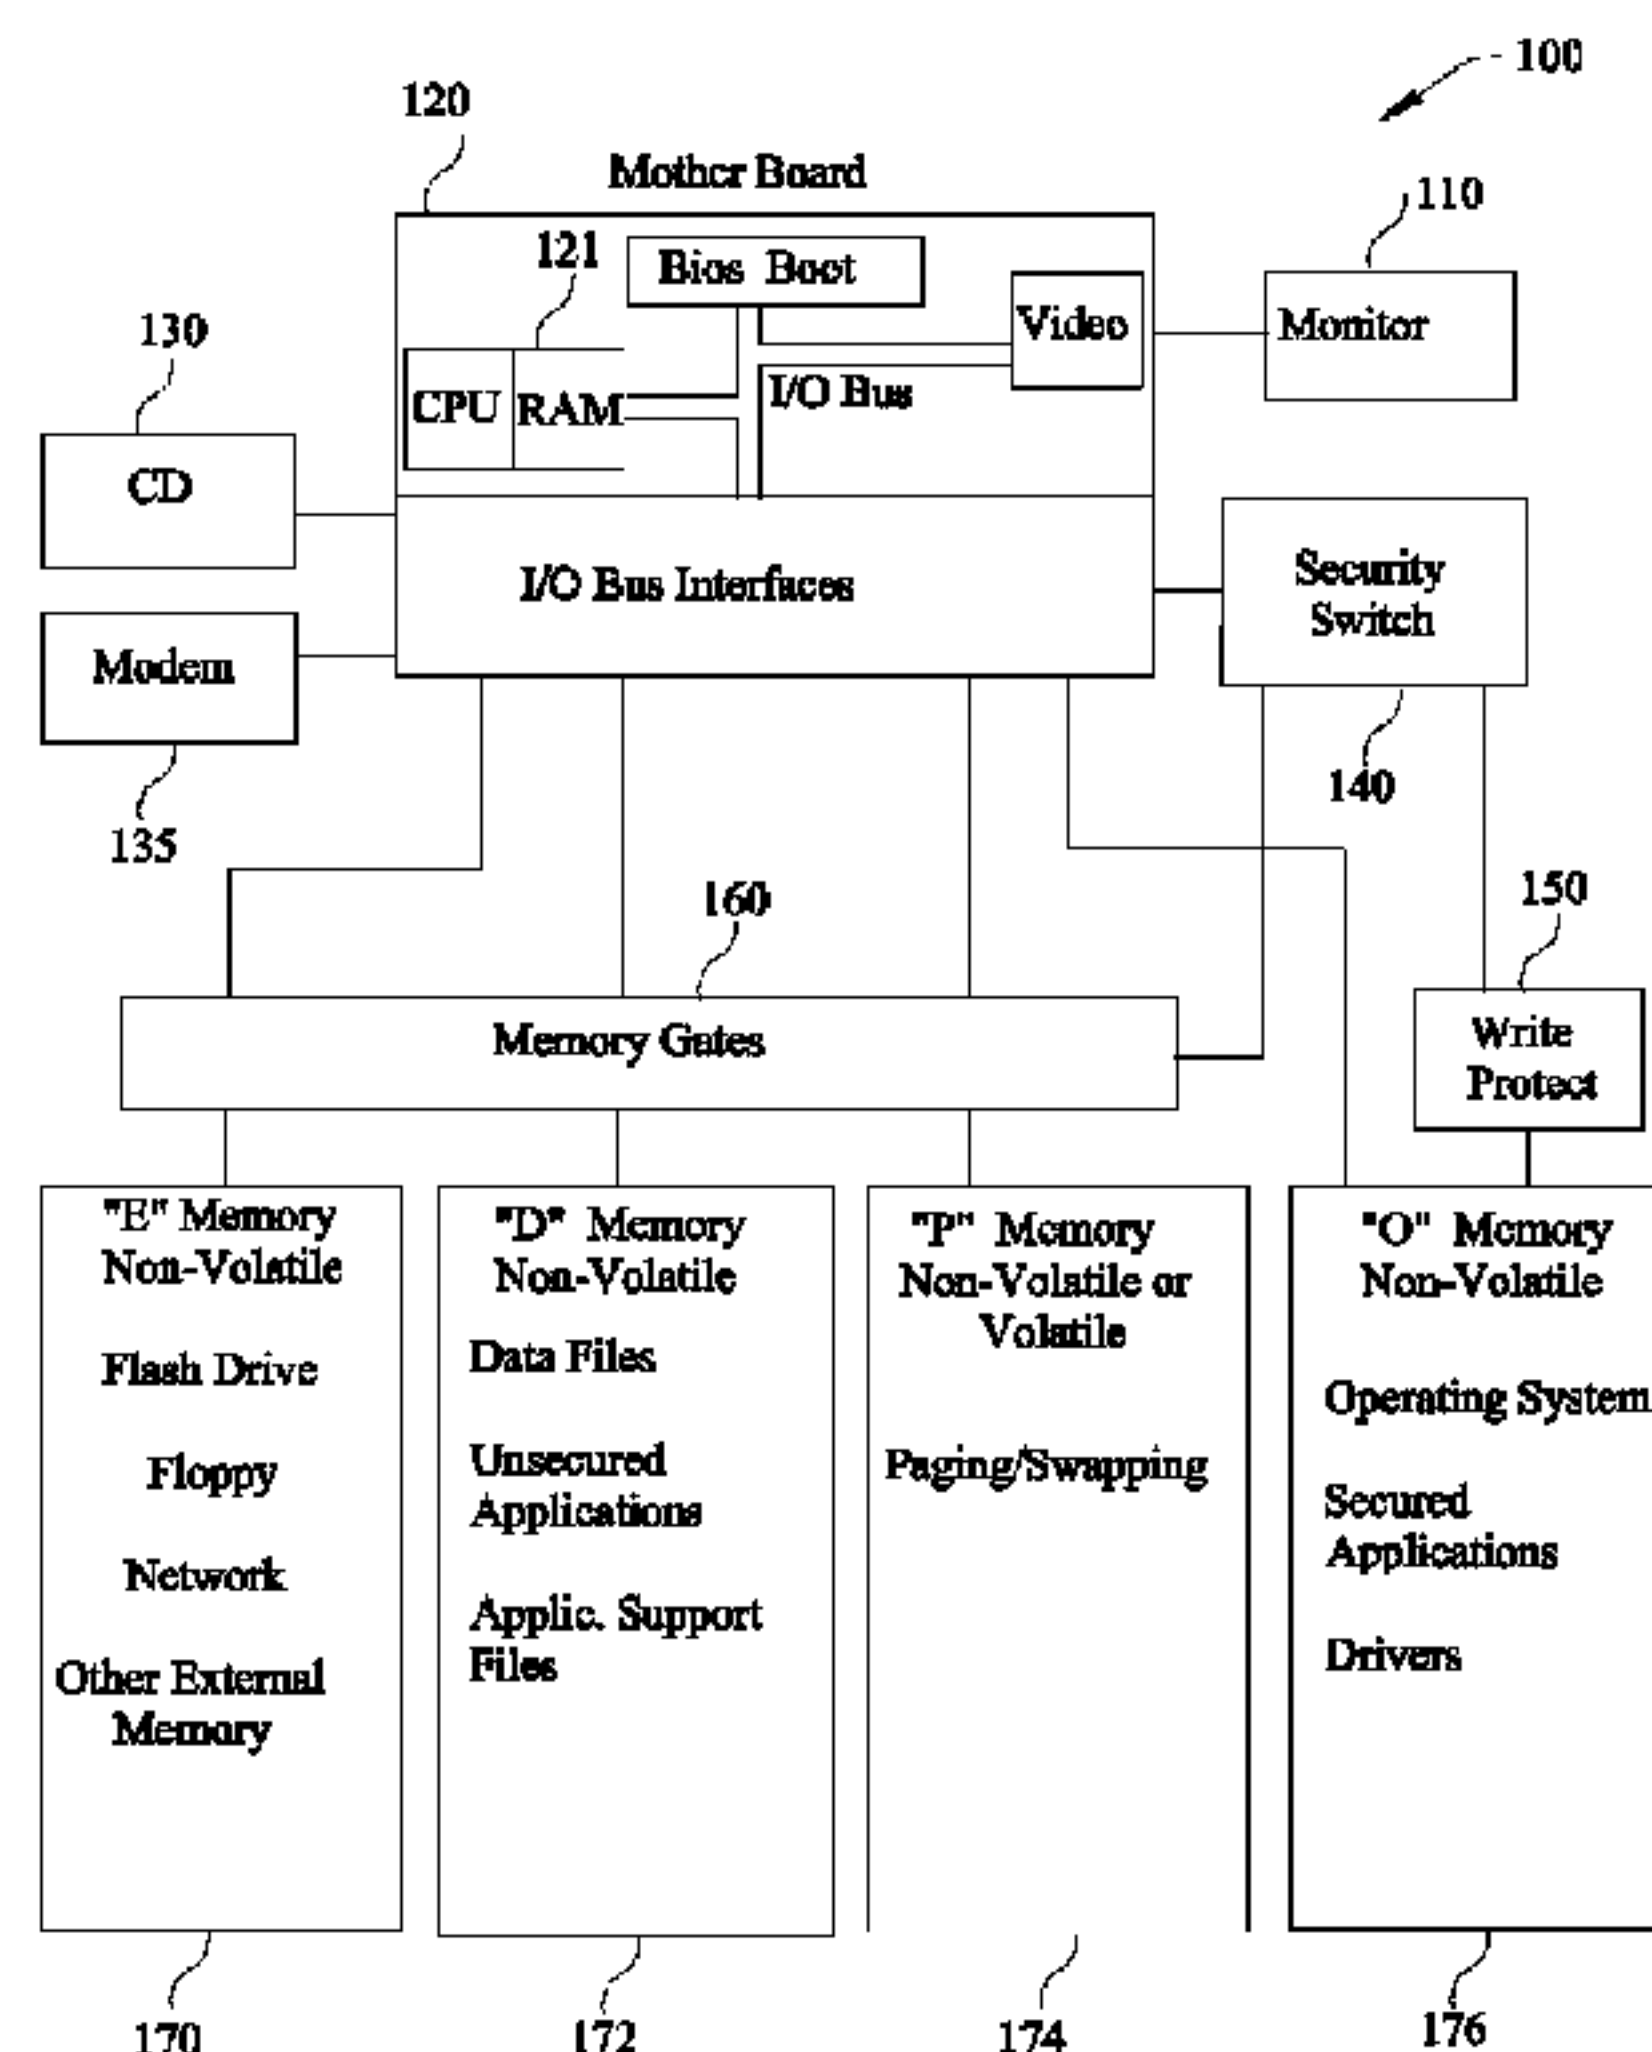 100
120
Mother Board
110
121
Bios Boot
Video
Monitor
130
CPU
RAM
I/O Bus
CD
Security
Switch
I/O Bus Interfaces
Modem
140
135
160
150
Memory Gates
Write
Protect
"E" Memory
Non-Volatile
Flash Drive
Floppy
Network
Other External
Memory
"D" Memory
Non-Volatile
Data Files
Unsecured
Applications
Applic. Support
Files
"P" Memory
Non-Volatile or
Volatile
Paging/Swapping
"O" Memory
Non-Volatile
Operating System
Secured
Applications
Drivers
170
172
174
176